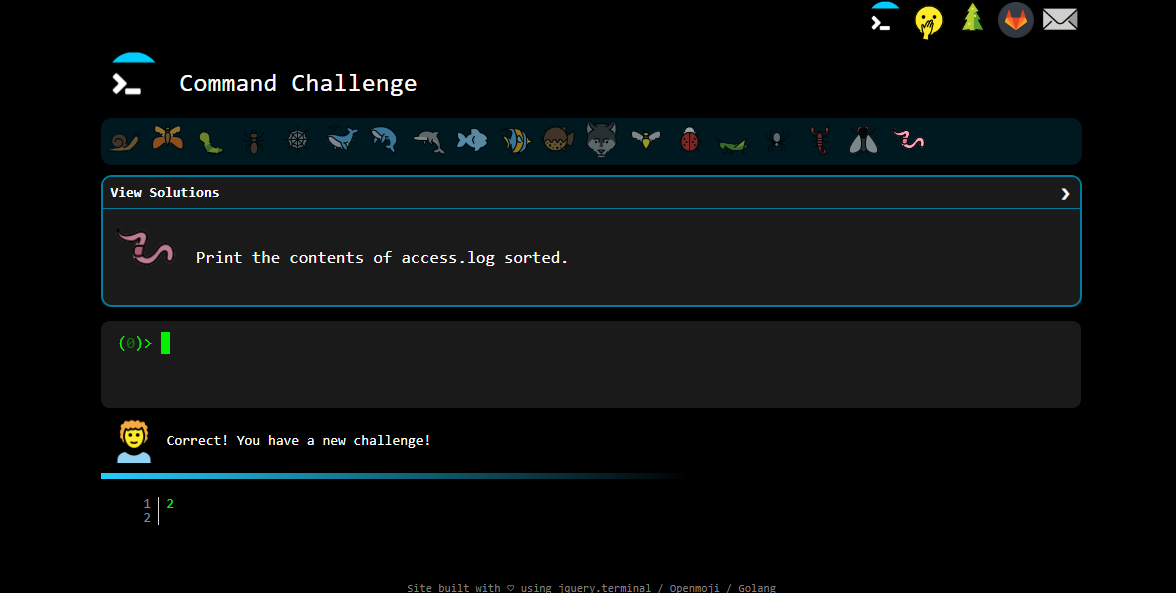 Command Challenge
View Solutions
Print the contents of access.log sorted.
(0)>
Correct! You have a new challenge!
1 2
2
Site built with ♡ using jquery.terminal / Openmoji / Golang